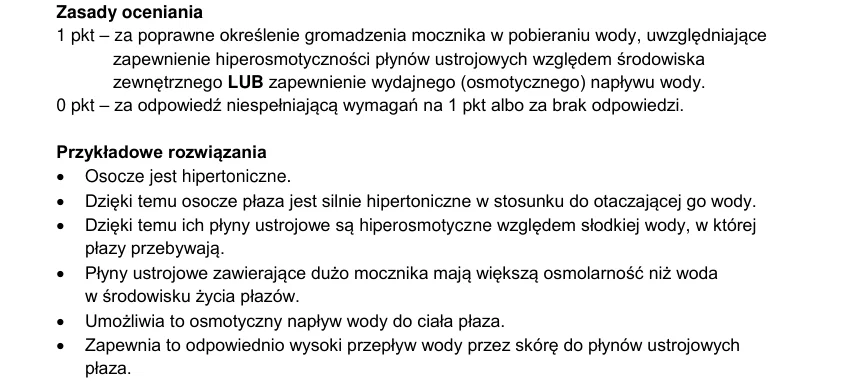 Zasady oceniania
1 pkt – za poprawne określenie gromadzenia mocznika w pobieraniu wody, uwzględniające
zapewnienie hiperosmotyczności płynów ustrojowych względem środowiska
zewnętrznego LUB zapewnienie wydajnego (osmotycznego) napływu wody.
0 pkt – za odpowiedź niespełniającą wymagań na 1 pkt albo za brak odpowiedzi.
Przykładowe rozwiązania
• Osocze jest hipertoniczne.
• Dzięki temu osocze płaza jest silnie hipertoniczne w stosunku do otaczającej go wody.
• Dzięki temu ich płyny ustrojowe są hiperosmotyczne względem słodkiej wody, w której
płazy przebywają.
• Płyny ustrojowe zawierające dużo mocznika mają większą osmolarność niż woda
w środowisku życia płazów.
• Umożliwia to osmotyczny napływ wody do ciała płaza.
• Zapewnia to odpowiednio wysoki przepływ wody przez skórę do płynów ustrojowych
płaza.